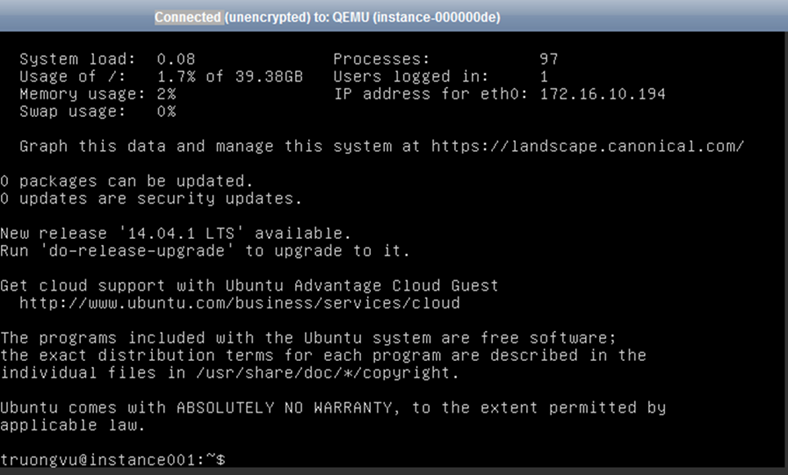 Connected (unencrypted) to: QEMU (instance-000000de)
System load: 0.08 Processes: 97
Usage of /: 1.7% of 39.38GB Users logged in: 1
Memory usage: 2% IP address for eth0: 172.16.10.194
Swap usage: 0%
Graph this data and manage this system at https://landscape.canonical.com/
0 packages can be updated.
0 updates are security updates.
New release '14.04.1 LTS' available.
Run 'do-release-upgrade' to upgrade to it.
Get cloud support with Ubuntu Advantage Cloud Guest
http://www.ubuntu.com/business/services/cloud
The programs included with the Ubuntu system are free software;
the exact distribution terms for each program are described in the
individual files in /usr/share/doc/*/copyright.
Ubuntu comes with ABSOLUTELY NO WARRANTY, to the extent permitted by
applicable law.
truongvu@instance001:~$